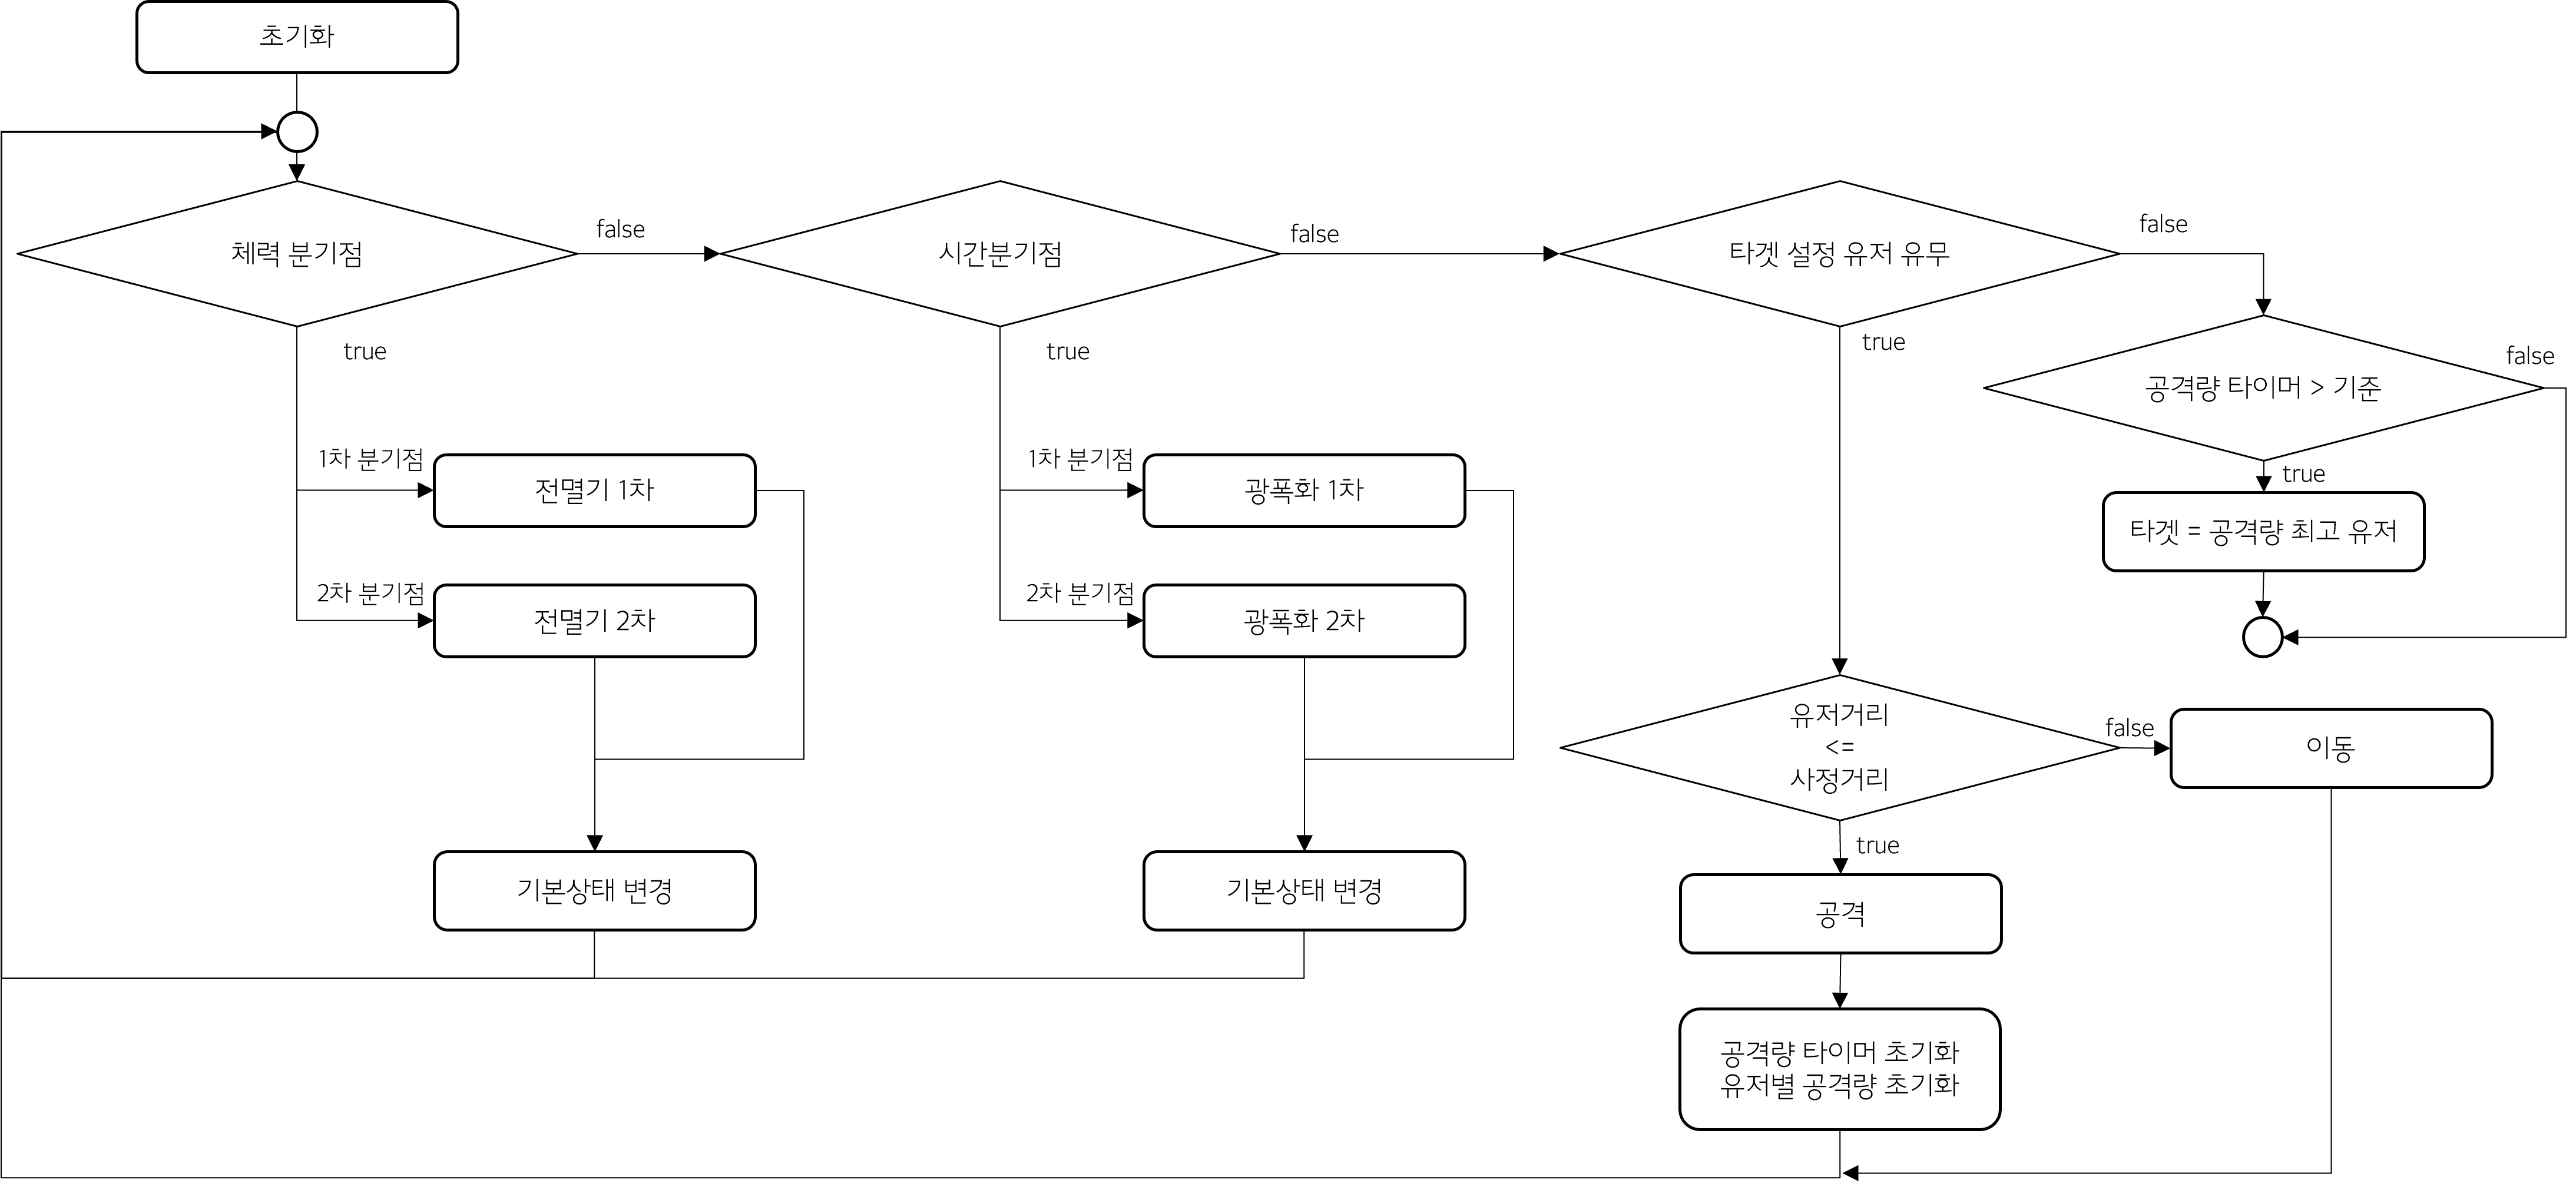 초기화
체력 분기점
false
시간분기점
false
타겟 설정 유저 유무
false
true
true
true
공격량 타이머 > 기준
false
true
1차 분기점
전멸기 1차
1차 분기점
광폭화 1차
타겟 = 공격량 최고 유저
2차 분기점
전멸기 2차
2차 분기점
광폭화 2차
유저거리
<=
사정거리
false
이동
true
기본상태 변경
기본상태 변경
공격
공격량 타이머 초기화
유저별 공격량 초기화